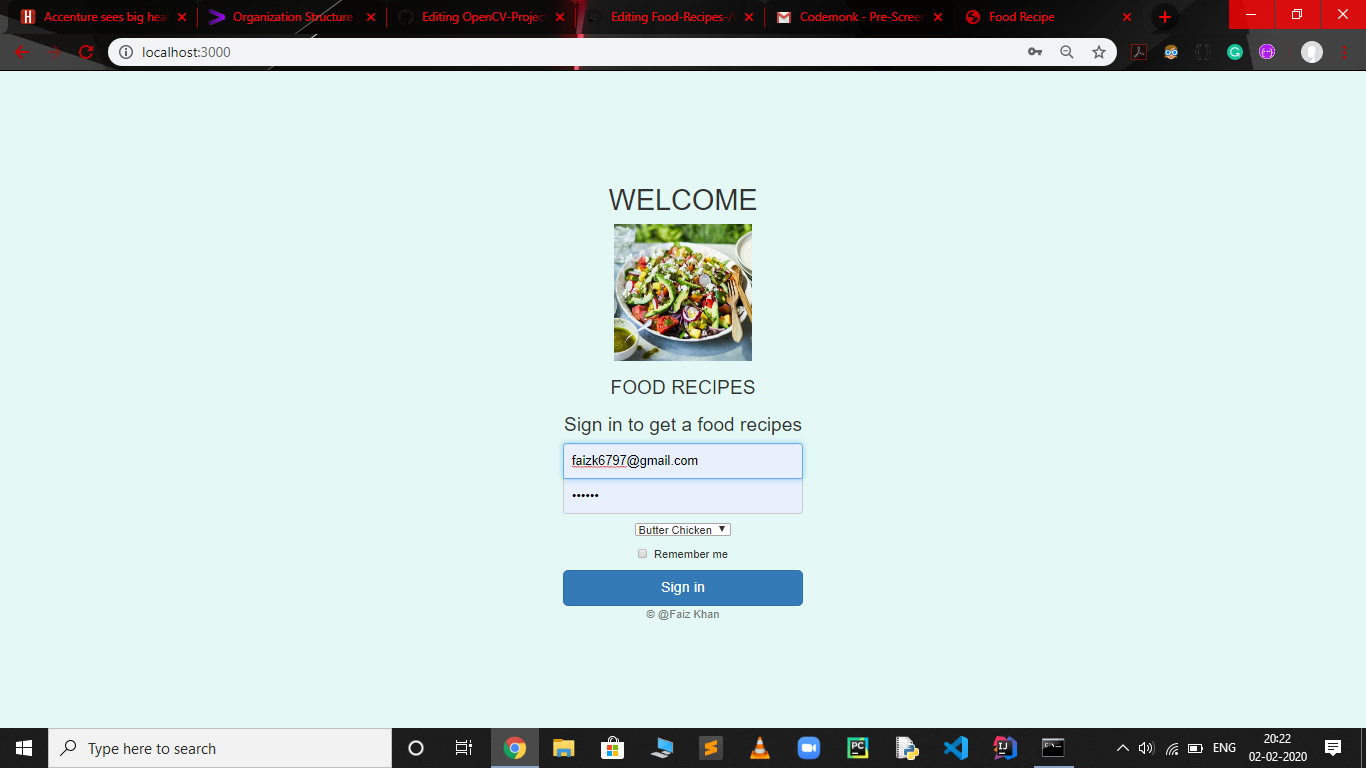 Accenture sees big hea
Organization Structure
Editing OpenCV-Project
Editing Food-Recipes-/
Codemonk - Pre-Screen
Food Recipe
localhost:3000
WELCOME
FOOD RECIPES
Sign in to get a food recipes
faizk6797@gmail.com
••••••
Butter Chicken
Remember me
Sign in
© @Faiz Khan
Type here to search
ENG
20:22
02-02-2020